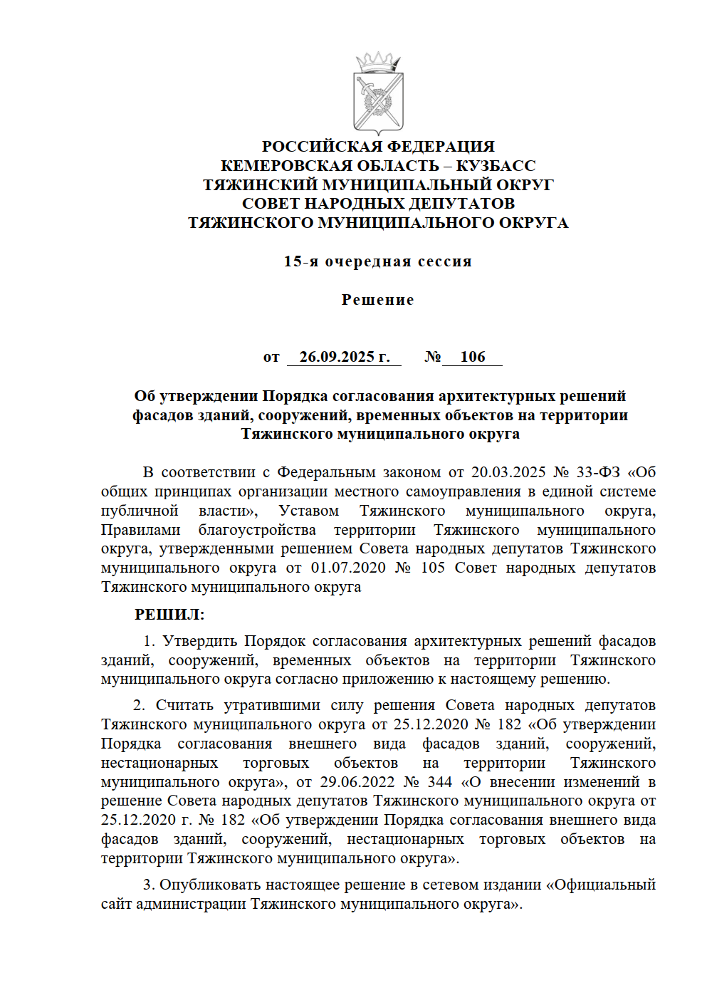 РОССИЙСКАЯ ФЕДЕРАЦИЯ
КЕМЕРОВСКАЯ ОБЛАСТЬ – КУЗБАСС
ТЯЖИНСКИЙ МУНИЦИПАЛЬНЫЙ ОКРУГ
СОВЕТ НАРОДНЫХ ДЕПУТАТОВ
ТЯЖИНСКОГО МУНИЦИПАЛЬНОГО ОКРУГА
15-я очередная сессия
Решение
от 26.09.2025 г. № 106
Об утверждении Порядка согласования архитектурных решений
фасадов зданий, сооружений, временных объектов на территории
Тяжинского муниципального округа
В соответствии с Федеральным законом от 20.03.2025 № 33-ФЗ «Об
общих принципах организации местного самоуправления в единой системе
публичной власти», Уставом Тяжинского муниципального округа,
Правилами благоустройства территории Тяжинского муниципального
округа, утвержденными решением Совета народных депутатов Тяжинского
муниципального округа от 01.07.2020 № 105 Совет народных депутатов
Тяжинского муниципального округа
РЕШИЛ:
1. Утвердить Порядок согласования архитектурных решений фасадов
зданий, сооружений, временных объектов на территории Тяжинского
муниципального округа согласно приложению к настоящему решению.
2. Считать утратившими силу решения Совета народных депутатов
Тяжинского муниципального округа от 25.12.2020 № 182 «Об утверждении
Порядка согласования внешнего вида фасадов зданий, сооружений,
нестационарных торговых объектов на территории Тяжинского
муниципального округа», от 29.06.2022 № 344 «О внесении изменений в
решение Совета народных депутатов Тяжинского муниципального округа от
25.12.2020 г. № 182 «Об утверждении Порядка согласования внешнего вида
фасадов зданий, сооружений, нестационарных торговых объектов на
территории Тяжинского муниципального округа».
3. Опубликовать настоящее решение в сетевом издании «Официальный
сайт администрации Тяжинского муниципального округа».